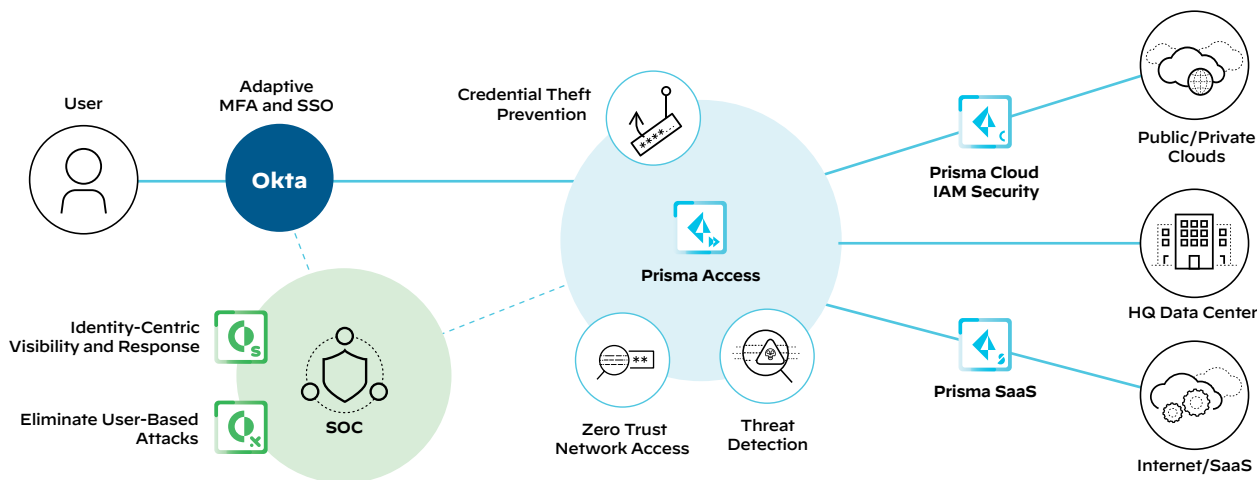 User
Adaptive
MFA and SSO
Okta
Credential Theft
Prevention
****
Prisma Access
Zero Trust
Network Access
**
Threat
Detection
Identity-Centric
Visibility and Response
S
Eliminate User-Based
Attacks
X
SOC
Prisma Cloud
IAM Security
C
Prisma SaaS
S
Public/Private
Clouds
HQ Data Center
Internet/SaaS